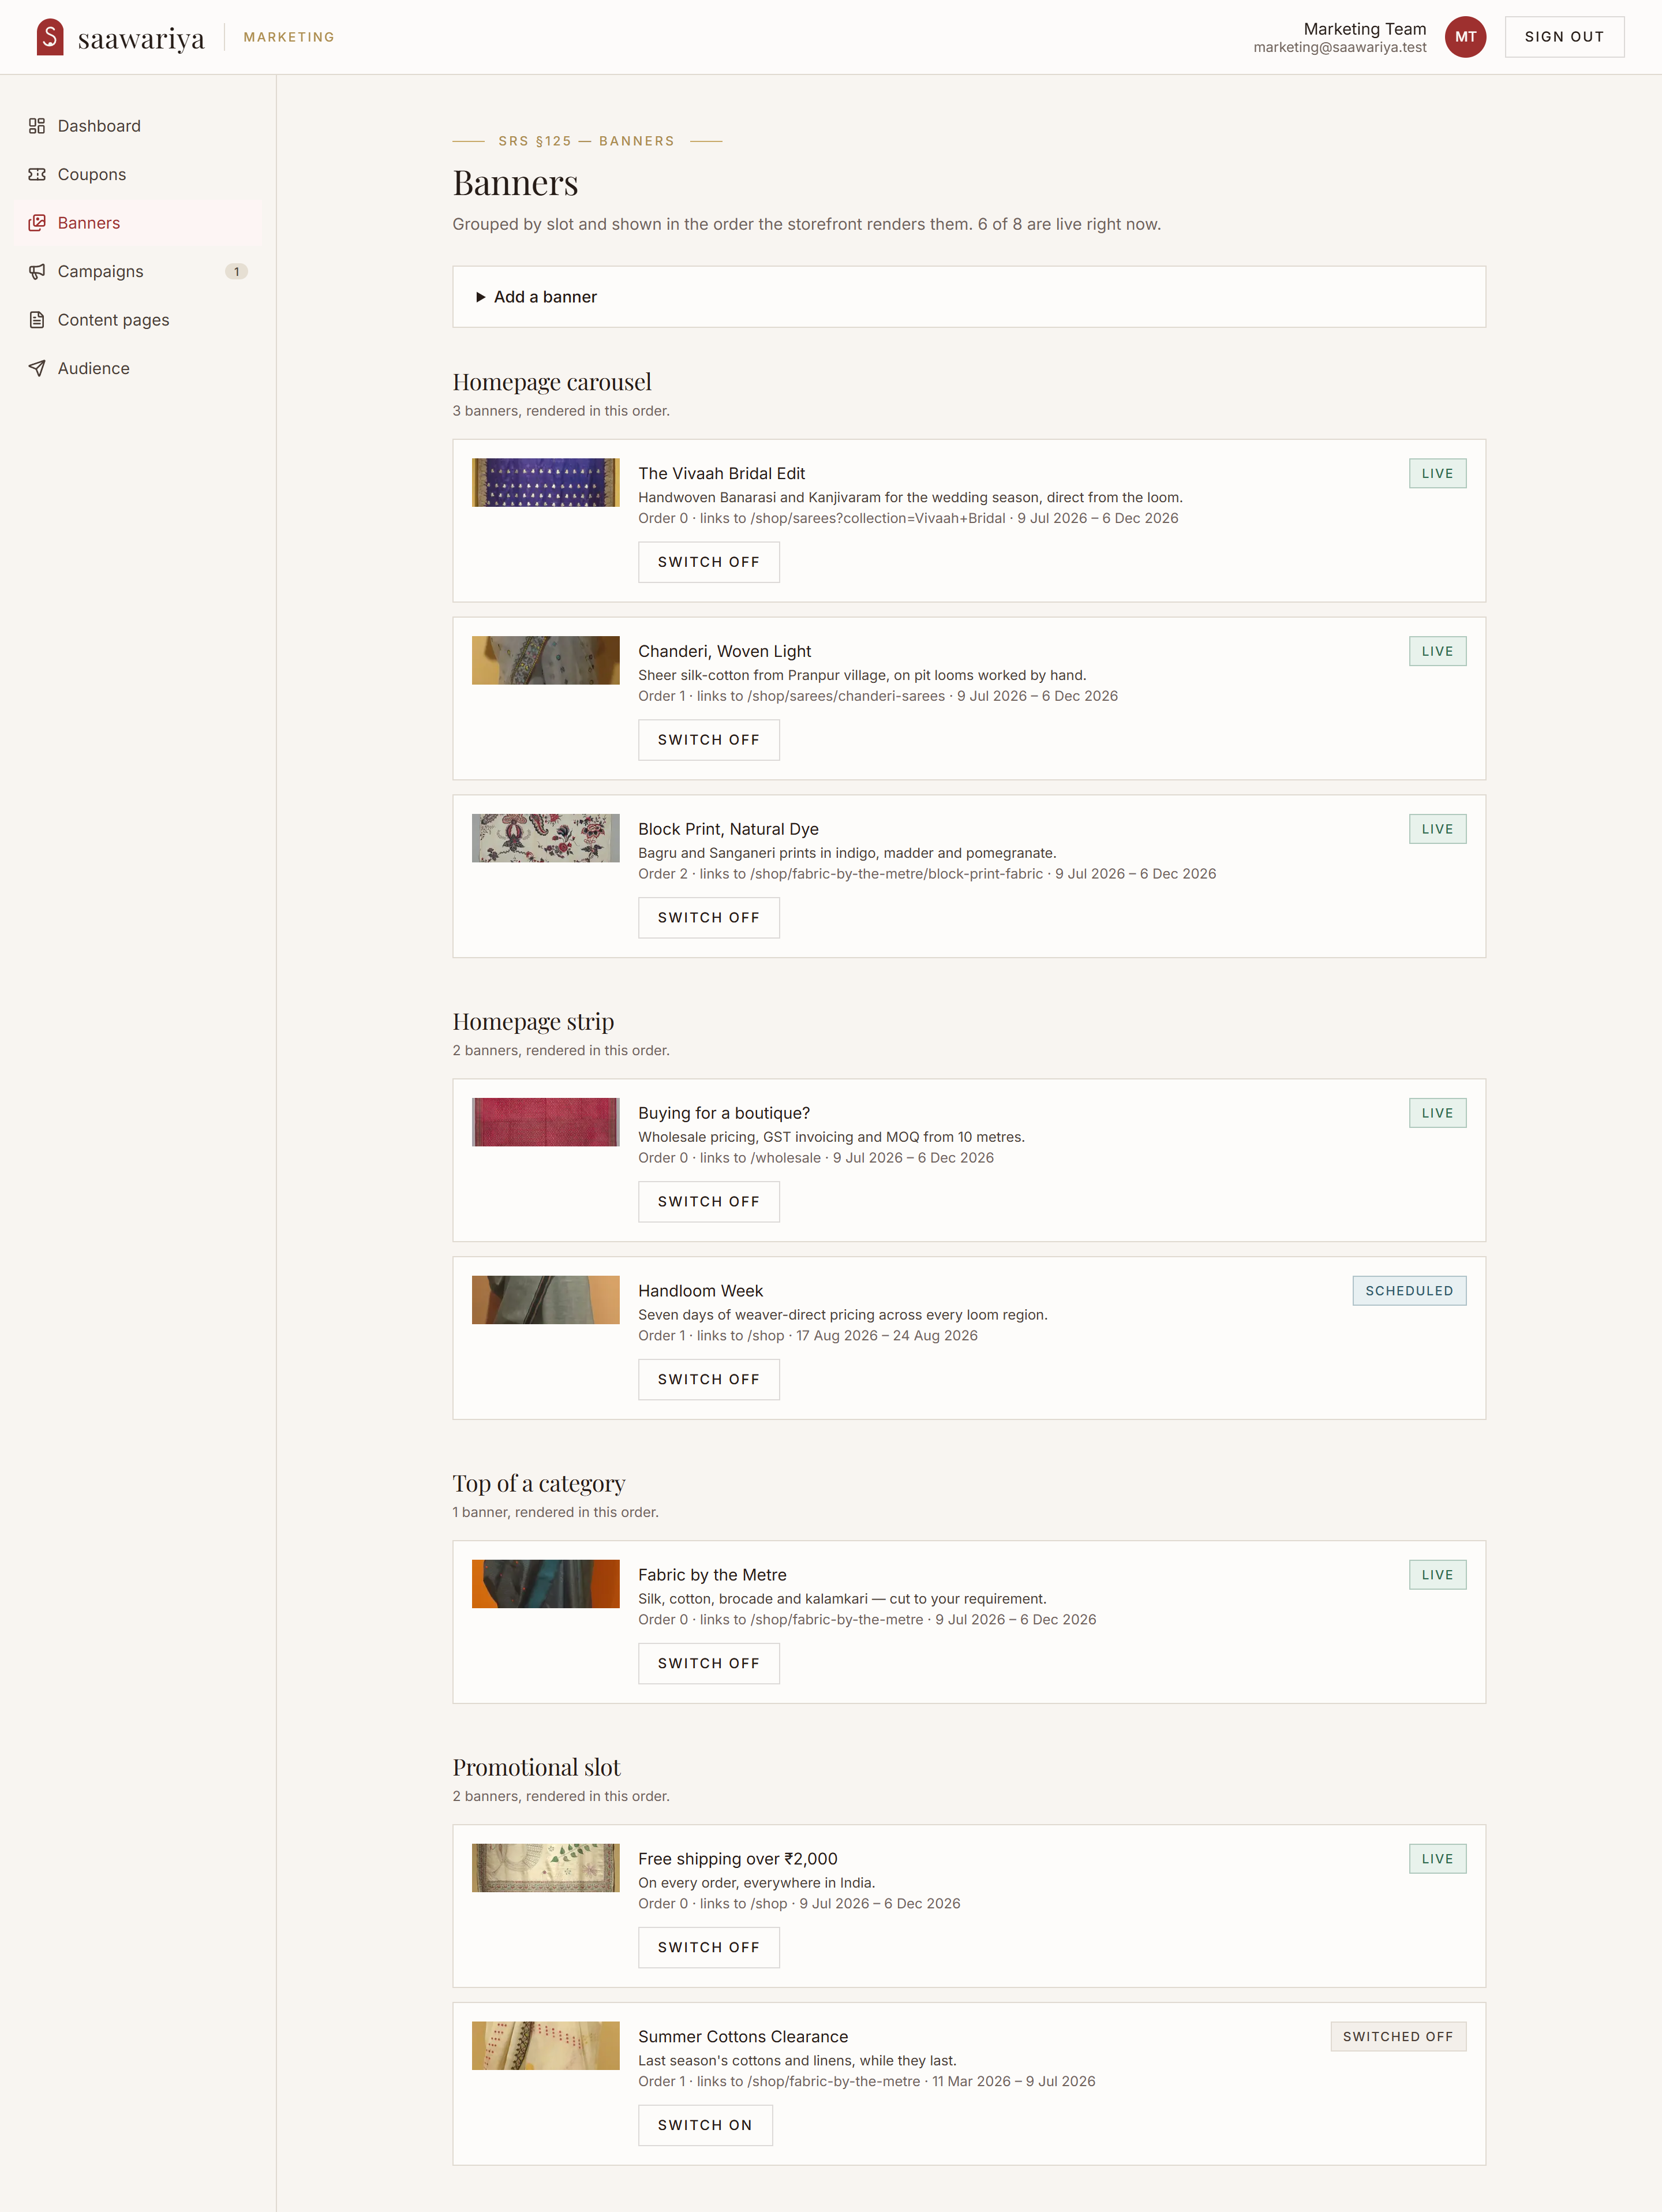 saawariya
MARKETING
Marketing Team
marketing@saawariya.test
MT
SIGN OUT
Dashboard
Coupons
Banners
Campaigns 1
Content pages
Audience
SRS §125 — BANNERS
Banners
Grouped by slot and shown in the order the storefront renders them. 6 of 8 are live right now.
Add a banner
Homepage carousel
3 banners, rendered in this order.
The Vivaah Bridal Edit
LIVE
Handwoven Banarasi and Kanjivaram for the wedding season, direct from the loom.
Order 0 · links to /shop/sarees?collection=Vivaah+Bridal · 9 Jul 2026 – 6 Dec 2026
SWITCH OFF
Chanderi, Woven Light
LIVE
Sheer silk-cotton from Pranpur village, on pit looms worked by hand.
Order 1 · links to /shop/sarees/chanderi-sarees · 9 Jul 2026 – 6 Dec 2026
SWITCH OFF
Block Print, Natural Dye
LIVE
Bagru and Sanganeri prints in indigo, madder and pomegranate.
Order 2 · links to /shop/fabric-by-the-metre/block-print-fabric · 9 Jul 2026 – 6 Dec 2026
SWITCH OFF
Homepage strip
2 banners, rendered in this order.
Buying for a boutique?
LIVE
Wholesale pricing, GST invoicing and MOQ from 10 metres.
Order 0 · links to /wholesale · 9 Jul 2026 – 6 Dec 2026
SWITCH OFF
Handloom Week
SCHEDULED
Seven days of weaver-direct pricing across every loom region.
Order 1 · links to /shop · 17 Aug 2026 – 24 Aug 2026
SWITCH OFF
Top of a category
1 banner, rendered in this order.
Fabric by the Metre
LIVE
Silk, cotton, brocade and kalamkari — cut to your requirement.
Order 0 · links to /shop/fabric-by-the-metre · 9 Jul 2026 – 6 Dec 2026
SWITCH OFF
Promotional slot
2 banners, rendered in this order.
Free shipping over ₹2,000
LIVE
On every order, everywhere in India.
Order 0 · links to /shop · 9 Jul 2026 – 6 Dec 2026
SWITCH OFF
Summer Cottons Clearance
SWITCHED OFF
Last season's cottons and linens, while they last.
Order 1 · links to /shop/fabric-by-the-metre · 11 Mar 2026 – 9 Jul 2026
SWITCH ON